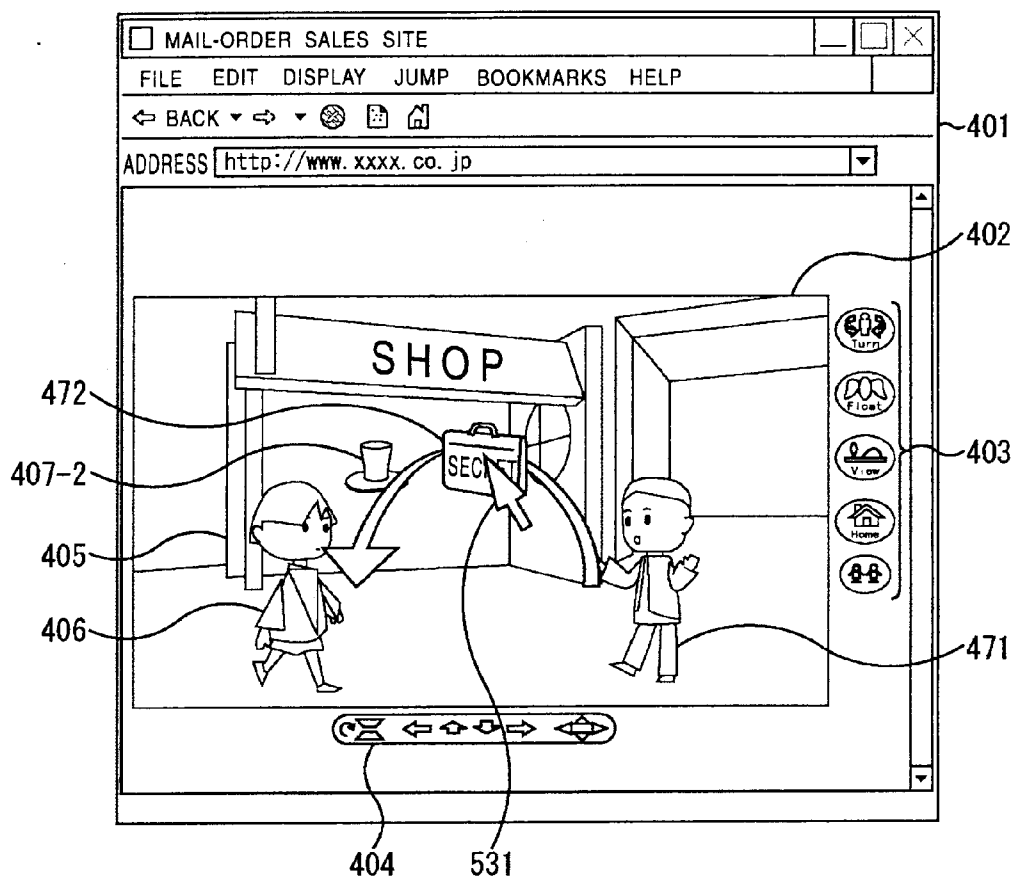 MAIL-ORDER SALES SITE
FILE EDIT DISPLAY JUMP BOOKMARKS HELP
BACK
401
ADDRESS http://www.xxxx.co.jp
402
SHOP
Turn
472
Float
SECRET
403
407-2
View
405
Home
406
471
404
531